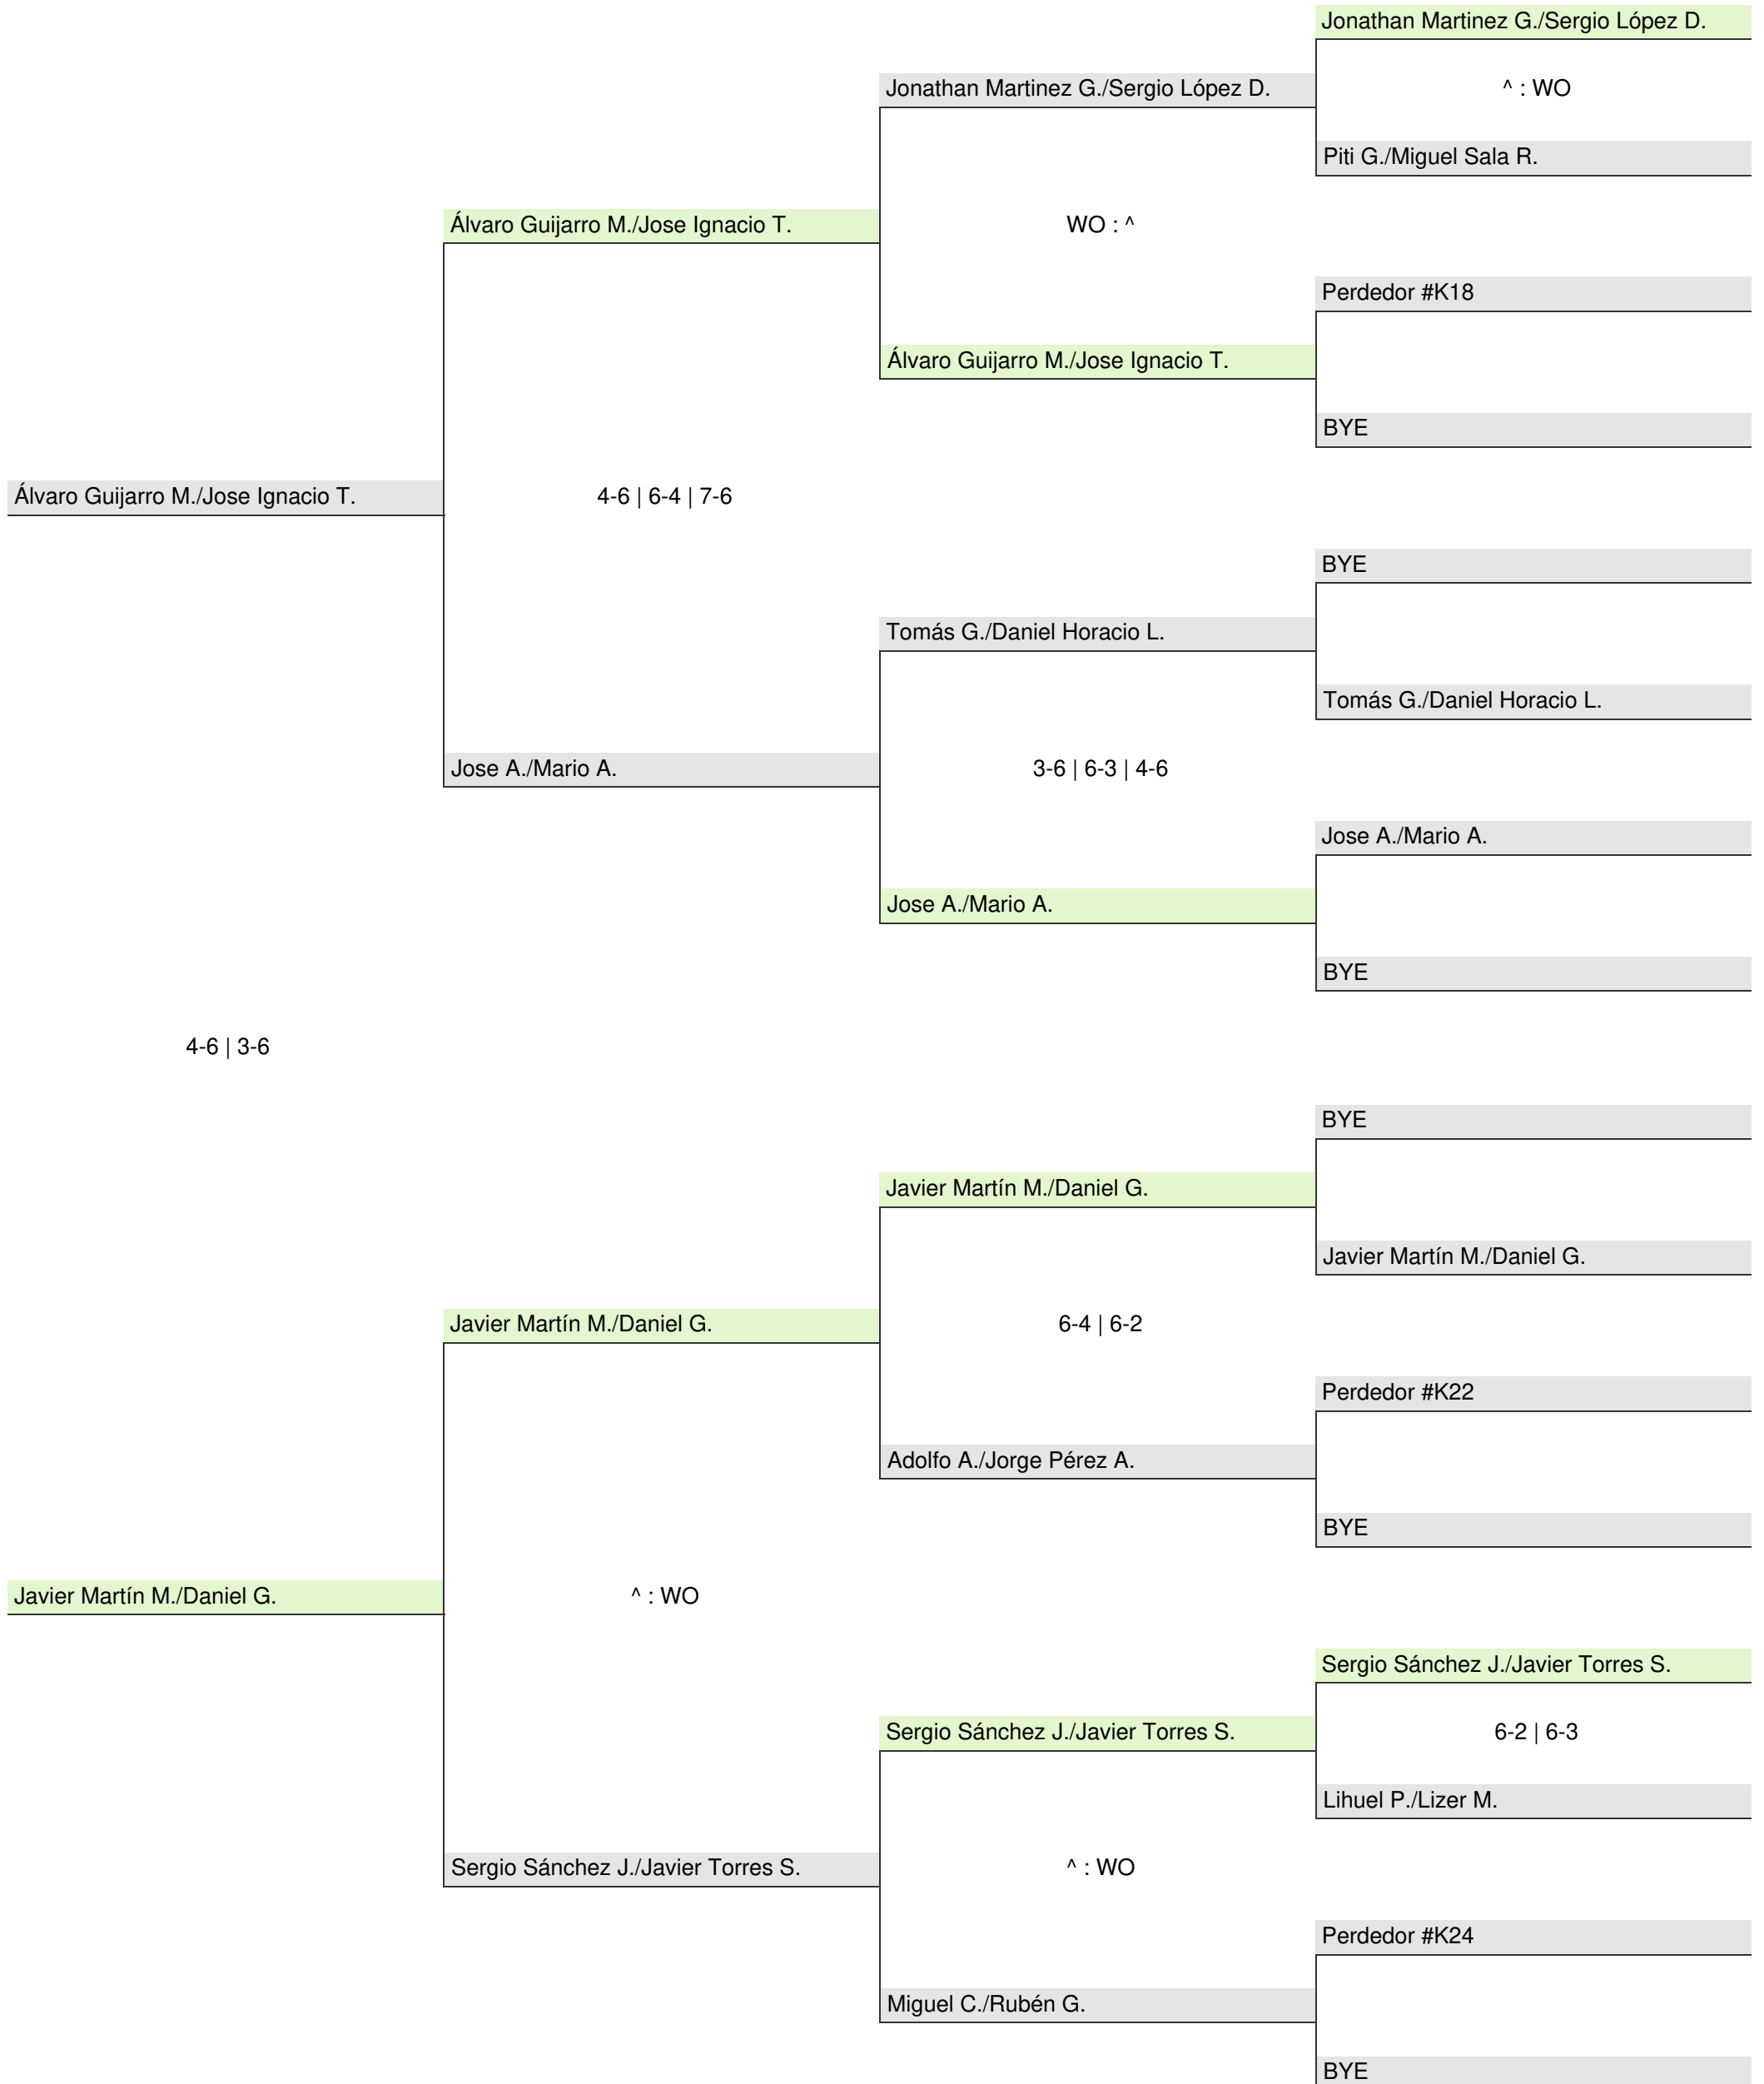 Jonathan Martinez G./Sergio López D.
Jonathan Martinez G./Sergio López D.
^ : WO
Piti G./Miguel Sala R.
Álvaro Guijarro M./Jose Ignacio T.
WO : ^
Perdedor #K18
Álvaro Guijarro M./Jose Ignacio T.
BYE
Álvaro Guijarro M./Jose Ignacio T.
4-6 | 6-4 | 7-6
BYE
Tomás G./Daniel Horacio L.
Tomás G./Daniel Horacio L.
Jose A./Mario A.
3-6 | 6-3 | 4-6
Jose A./Mario A.
Jose A./Mario A.
BYE
4-6 | 3-6
BYE
Javier Martín M./Daniel G.
Javier Martín M./Daniel G.
Javier Martín M./Daniel G.
6-4 | 6-2
Perdedor #K22
Adolfo A./Jorge Pérez A.
BYE
Javier Martín M./Daniel G.
^ : WO
Sergio Sánchez J./Javier Torres S.
Sergio Sánchez J./Javier Torres S.
6-2 | 6-3
Lihuel P./Lizer M.
Sergio Sánchez J./Javier Torres S.
^ : WO
Perdedor #K24
Miguel C./Rubén G.
BYE